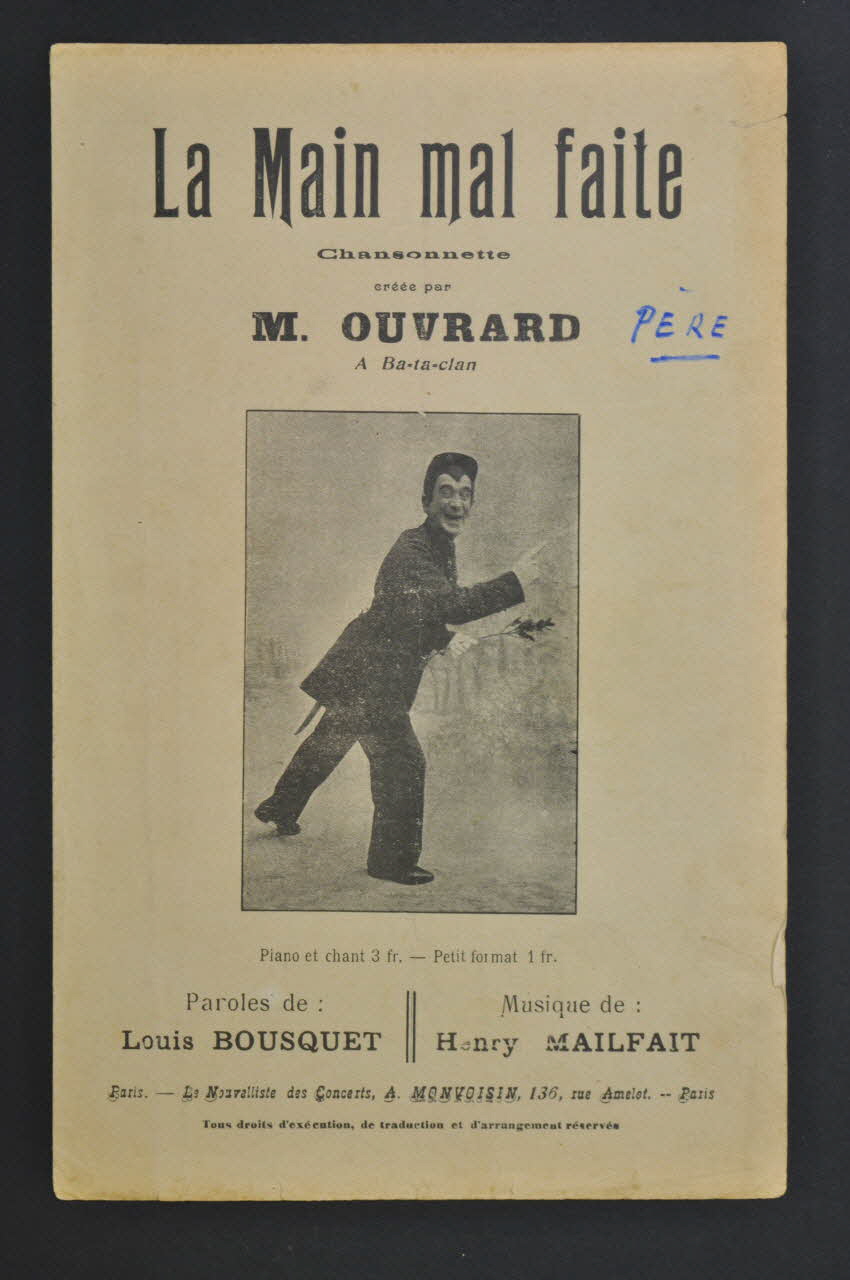 La Main mal faite
Chansonnette
créée par
M. OUVRARD PÈRE
A Ba-ta-clan
Piano et chant 3 fr. — Petit format 1 fr.
Paroles de :
Louis BOUSQUET
Musique de :
Henry MAILFAIT
Paris. — Le Nouvelliste des Concerts, A. MONVOISIN, 136, rue Amelot. -- Paris
Tous droits d'exécution, de traduction et d'arrangement réservés